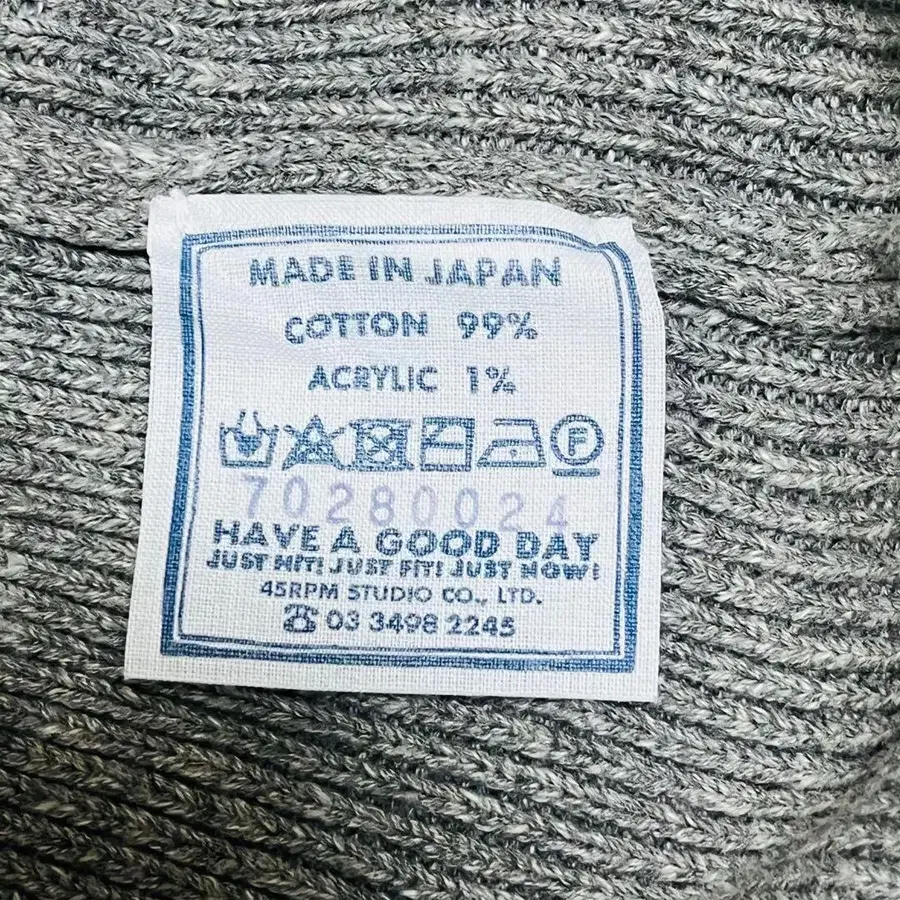 MADE IN JAPAN
COTTON 99%
ACRYLIC 1%
F
70280024
HAVE A GOOD DAY
JUST HIT! JUST FIT! JUST NOW!
45RPM STUDIO CO., LTD.
☎ 03 3498 2245